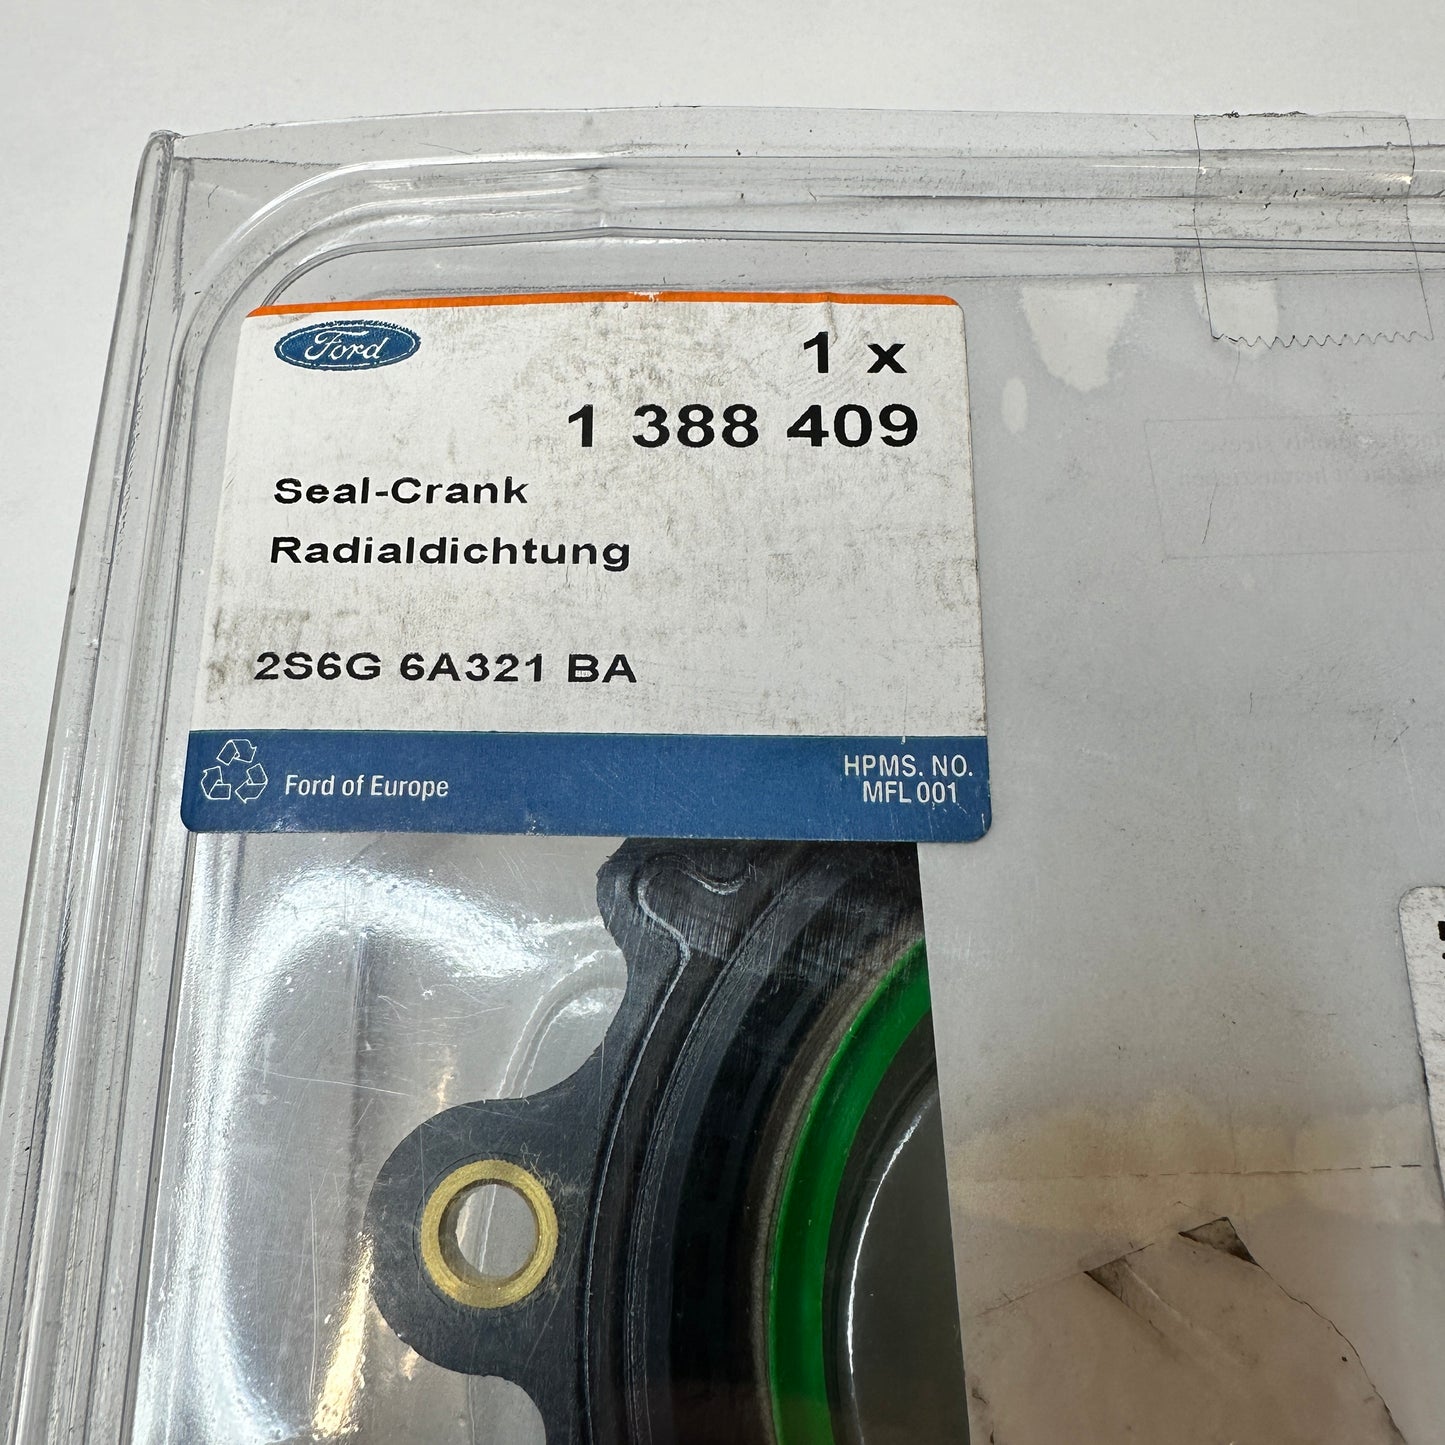 Ford
1 x
1 388 409
Seal-Crank
Radialdichtung
2S6G 6A321 BA
Ford of Europe
HPMS. NO.
MFL 001